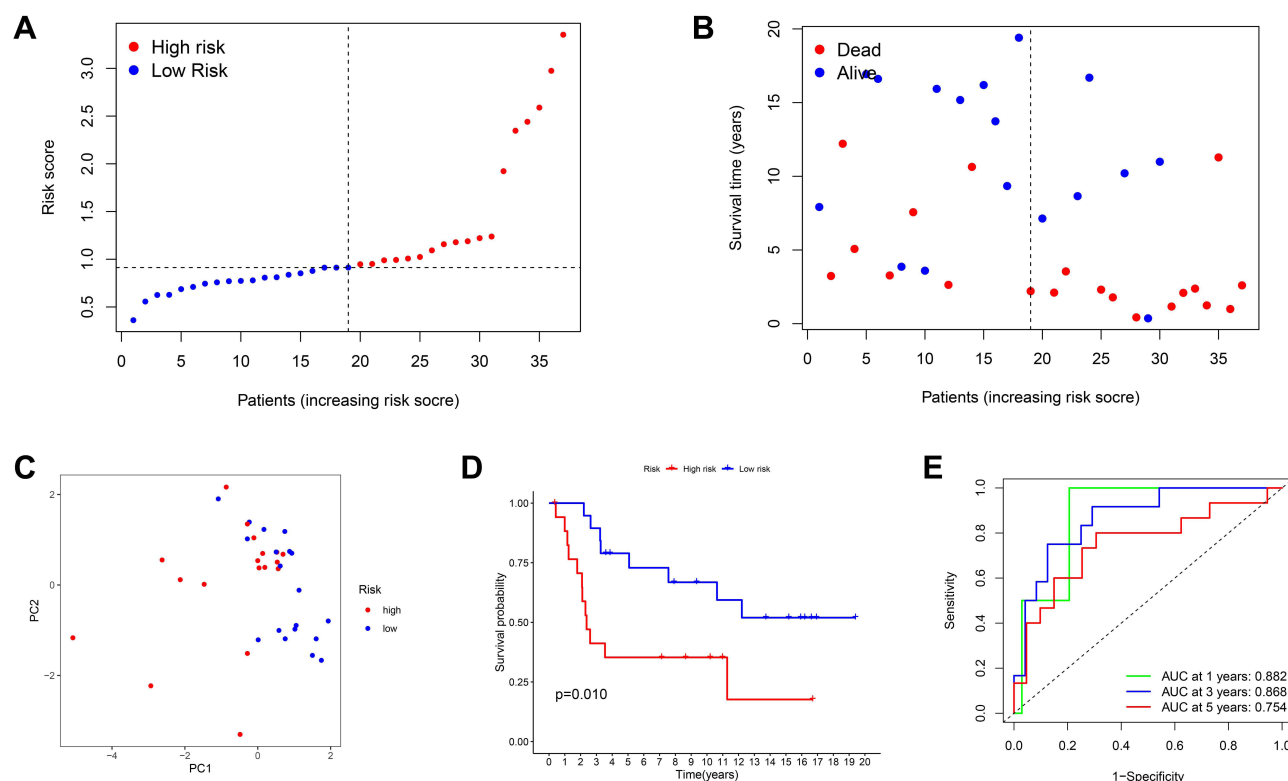 A
High risk
Low Risk
Risk score
3.0
2.5
2.0
1.5
1.0
0.5
0 5 10 15 20 25 30 35
Patients (increasing risk socre)
B
Dead
Alive
Survival time (years)
20
15
10
5
0
0 5 10 15 20 25 30 35
Patients (increasing risk socre)
C
PC2
2
0
−2
−4 −2 0 2
PC1
Risk
high
low
D
Risk High risk Low risk
Survival probability
1.00
0.75
0.50
0.25
0.00
p=0.010
0 1 2 3 4 5 6 7 8 9 10 11 12 13 14 15 16 17 18 19 20
Time(years)
E
Sensitivity
1.0
0.8
0.6
0.4
0.2
0.0
AUC at 1 years: 0.882
AUC at 3 years: 0.868
AUC at 5 years: 0.754
0.0 0.2 0.4 0.6 0.8 1.0
1−Specificity